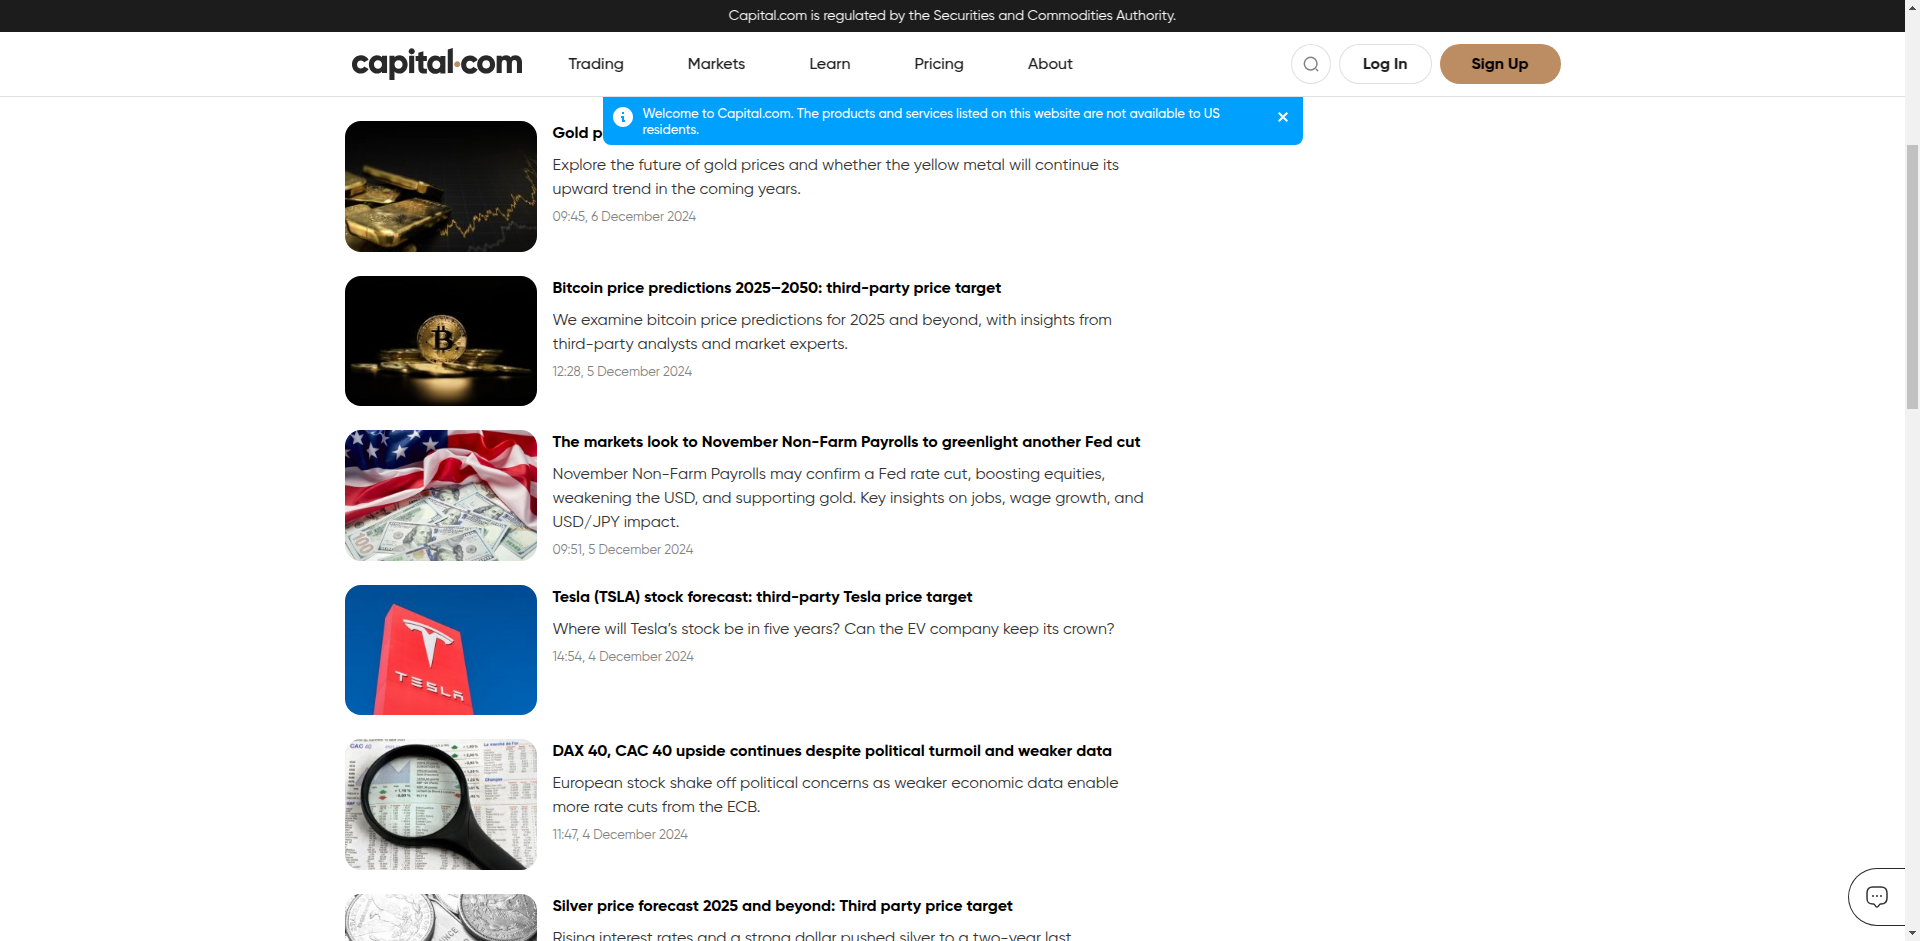 Capital.com is regulated by the Securities and Commodities Authority.
capital.com
Trading
Markets
Learn
Pricing
About
Log In
Sign Up
Welcome to Capital.com. The products and services listed on this website are not available to US
residents.
Gold p
Explore the future of gold prices and whether the yellow metal will continue its
upward trend in the coming years.
09:45, 6 December 2024
Bitcoin price predictions 2025–2050: third-party price target
We examine bitcoin price predictions for 2025 and beyond, with insights from
third-party analysts and market experts.
12:28, 5 December 2024
The markets look to November Non-Farm Payrolls to greenlight another Fed cut
November Non-Farm Payrolls may confirm a Fed rate cut, boosting equities,
weakening the USD, and supporting gold. Key insights on jobs, wage growth, and
USD/JPY impact.
09:51, 5 December 2024
TESLA
Tesla (TSLA) stock forecast: third-party Tesla price target
Where will Tesla’s stock be in five years? Can the EV company keep its crown?
14:54, 4 December 2024
CAC 40
DAX 40, CAC 40 upside continues despite political turmoil and weaker data
European stock shake off political concerns as weaker economic data enable
more rate cuts from the ECB.
11:47, 4 December 2024
Silver price forecast 2025 and beyond: Third party price target
Rising interest rates and a strong dollar pushed silver to a two-year last